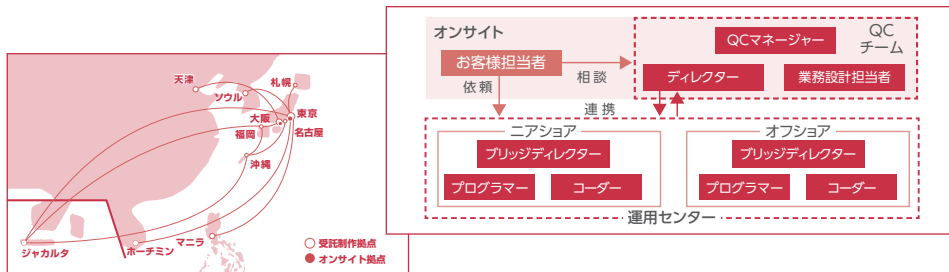 天津
札幌
ソウル
東京
大阪
福岡
名古屋
沖縄
ジャカルタ
ホーチミン
マニラ
受託制作拠点
オンサイト拠点
オンサイト
お客様担当者
相談
依頼
QCマネージャー
QC
チーム
ディレクター
業務設計担当者
連携
ニアショア
ブリッジディレクター
プログラマー
コーダー
オフショア
ブリッジディレクター
プログラマー
コーダー
運用センター